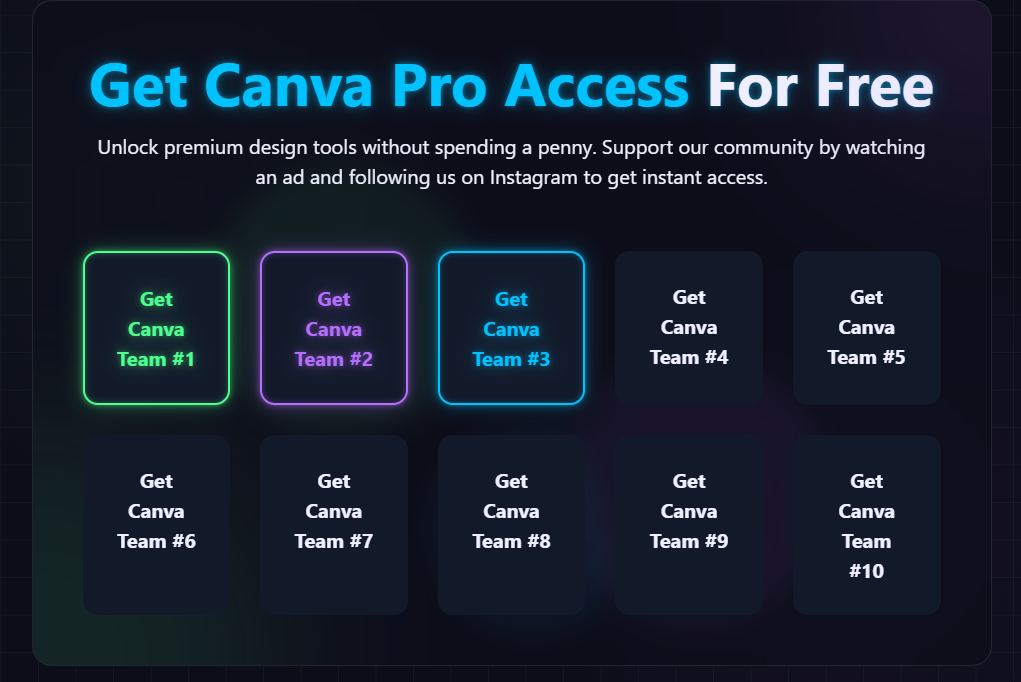 Get Canva Pro Access For Free
Unlock premium design tools without spending a penny. Support our community by watching
an ad and following us on Instagram to get instant access.
Get
Canva
Team #1
Get
Canva
Team #2
Get
Canva
Team #3
Get
Canva
Team #4
Get
Canva
Team #5
Get
Canva
Team #6
Get
Canva
Team #7
Get
Canva
Team #8
Get
Canva
Team #9
Get
Canva
Team
#10